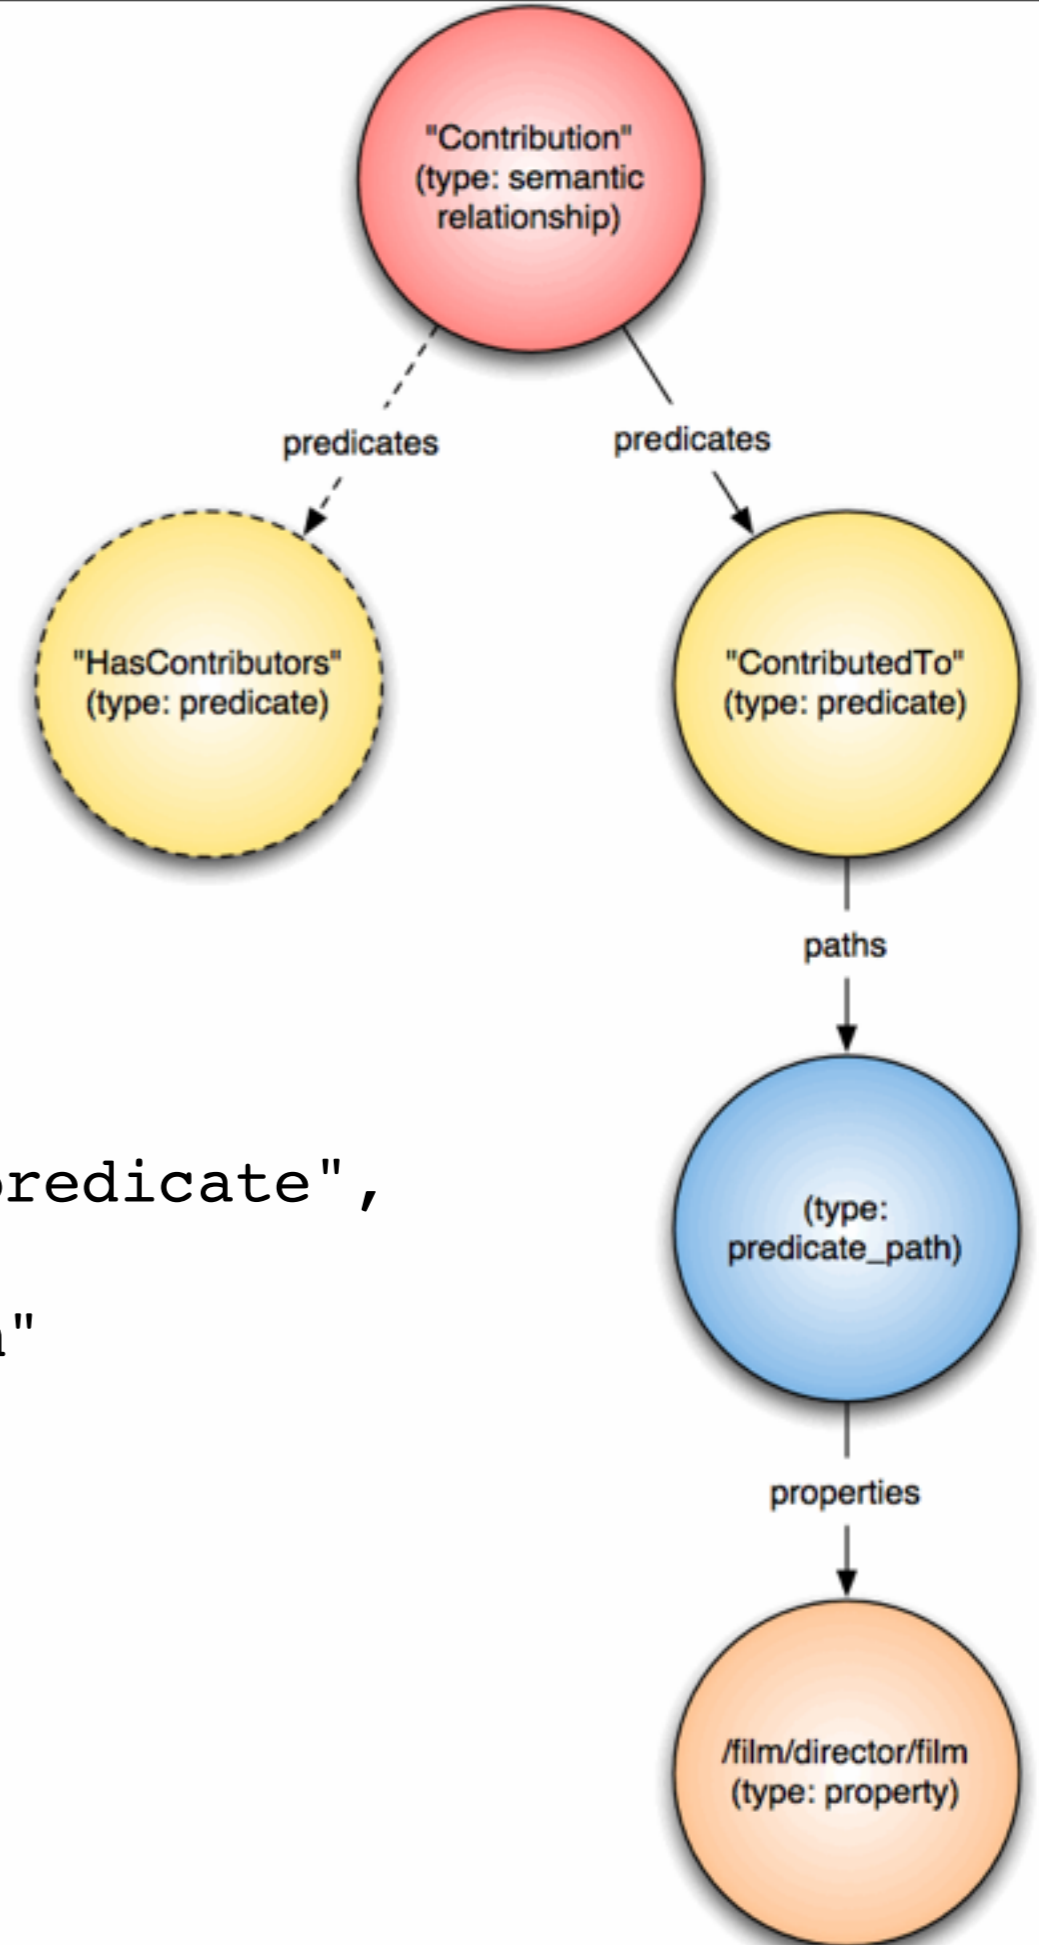 "Contribution"
(type: semantic
relationship)
predicates
predicates
"HasContributors"
(type: predicate)
"ContributedTo"
(type: predicate)
paths
redicate",
(type:
predicate_path)
"
properties
/film/director/film
(type: property)